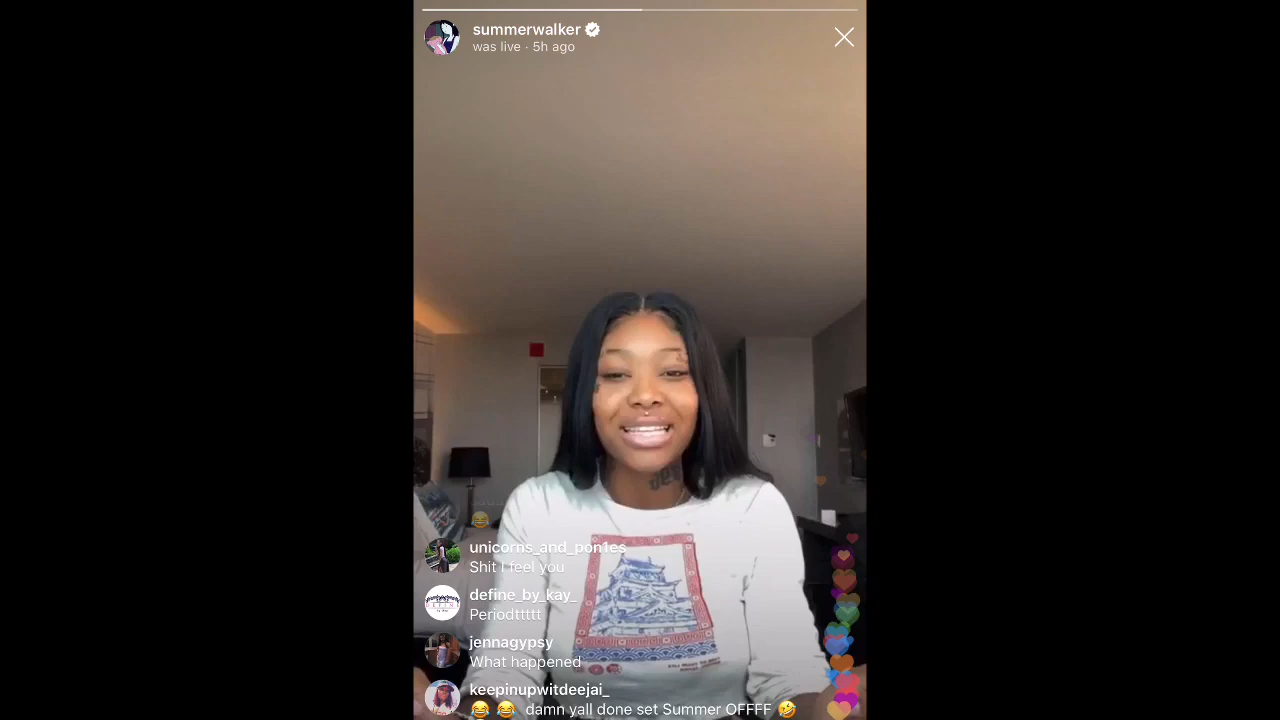 summerwalker
was live · 5h ago
unicorns_and_pon1es
Shit I feel you
define_by_kay_
Periodttttt
jennagypsy
What happened
keepinupwitdeejai_
😂 😂 damn yall done set Summer OFFFF 🤣